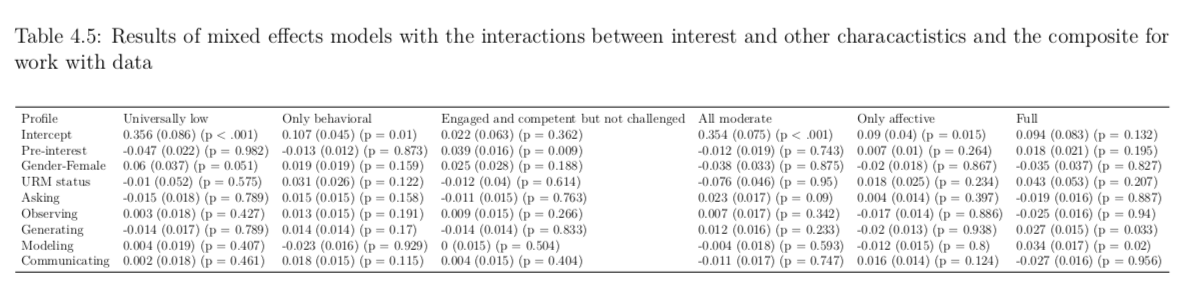 Table 4.5: Results of mixed effects models with the interactions between interest and other characactistics and the composite for
work with data
Profile Universally low Only behavioral Engaged and competent but not challenged All moderate Only affective Full
Intercept 0.356 (0.086) (p < .001) 0.107 (0.045) (p = 0.01) 0.022 (0.063) (p = 0.362) 0.354 (0.075) (p < .001) 0.09 (0.04) (p = 0.015) 0.094 (0.083) (p = 0.132)
Pre-interest -0.047 (0.022) (p = 0.982) -0.013 (0.012) (p = 0.873) 0.039 (0.016) (p = 0.009) -0.012 (0.019) (p = 0.743) 0.007 (0.01) (p = 0.264) 0.018 (0.021) (p = 0.195)
Gender-Female 0.06 (0.037) (p = 0.051) 0.019 (0.019) (p = 0.159) 0.025 (0.028) (p = 0.188) -0.038 (0.033) (p = 0.875) -0.02 (0.018) (p = 0.867) -0.035 (0.037) (p = 0.827)
URM status -0.01 (0.052) (p = 0.575) 0.031 (0.026) (p = 0.122) -0.012 (0.04) (p = 0.614) -0.076 (0.046) (p = 0.95) 0.018 (0.025) (p = 0.234) 0.043 (0.053) (p = 0.207)
Asking -0.015 (0.018) (p = 0.789) 0.015 (0.015) (p = 0.158) -0.011 (0.015) (p = 0.763) 0.023 (0.017) (p = 0.09) 0.004 (0.014) (p = 0.397) -0.019 (0.016) (p = 0.887)
Observing 0.003 (0.018) (p = 0.427) 0.013 (0.015) (p = 0.191) 0.009 (0.015) (p = 0.266) 0.007 (0.017) (p = 0.342) -0.017 (0.014) (p = 0.886) -0.025 (0.016) (p = 0.94)
Generating -0.014 (0.017) (p = 0.789) 0.014 (0.014) (p = 0.17) -0.014 (0.014) (p = 0.833) 0.012 (0.016) (p = 0.233) -0.02 (0.013) (p = 0.938) 0.027 (0.015) (p = 0.033)
Modeling 0.004 (0.019) (p = 0.407) -0.023 (0.016) (p = 0.929) 0 (0.015) (p = 0.504) -0.004 (0.018) (p = 0.593) -0.012 (0.015) (p = 0.8) 0.034 (0.017) (p = 0.02)
Communicating 0.002 (0.018) (p = 0.461) 0.018 (0.015) (p = 0.115) 0.004 (0.015) (p = 0.404) -0.011 (0.017) (p = 0.747) 0.016 (0.014) (p = 0.124) -0.027 (0.016) (p = 0.956)